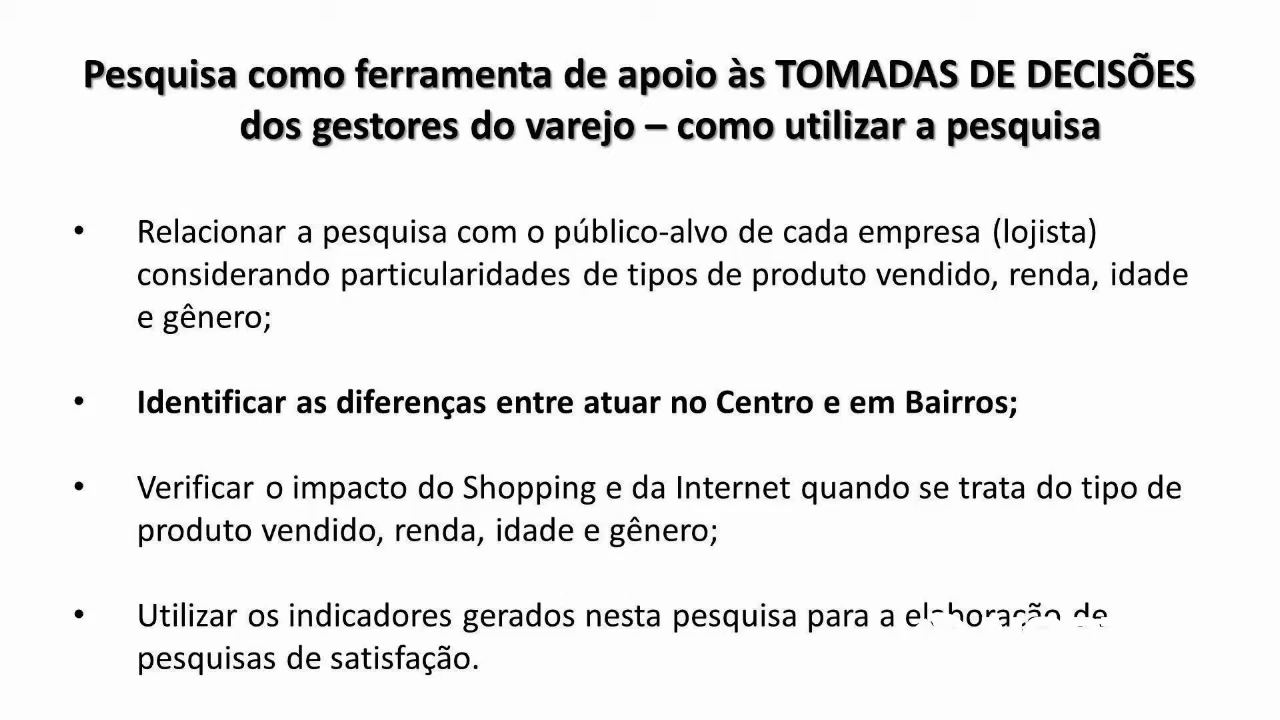 Pesquisa como ferramenta de apoio às TOMADAS DE DECISÕES
dos gestores do varejo – como utilizar a pesquisa
• Relacionar a pesquisa com o público-alvo de cada empresa (lojista)
considerando particularidades de tipos de produto vendido, renda, idade
e gênero;
• Identificar as diferenças entre atuar no Centro e em Bairros;
• Verificar o impacto do Shopping e da Internet quando se trata do tipo de
produto vendido, renda, idade e gênero;
• Utilizar os indicadores gerados nesta pesquisa para a elaboração de
pesquisas de satisfação.